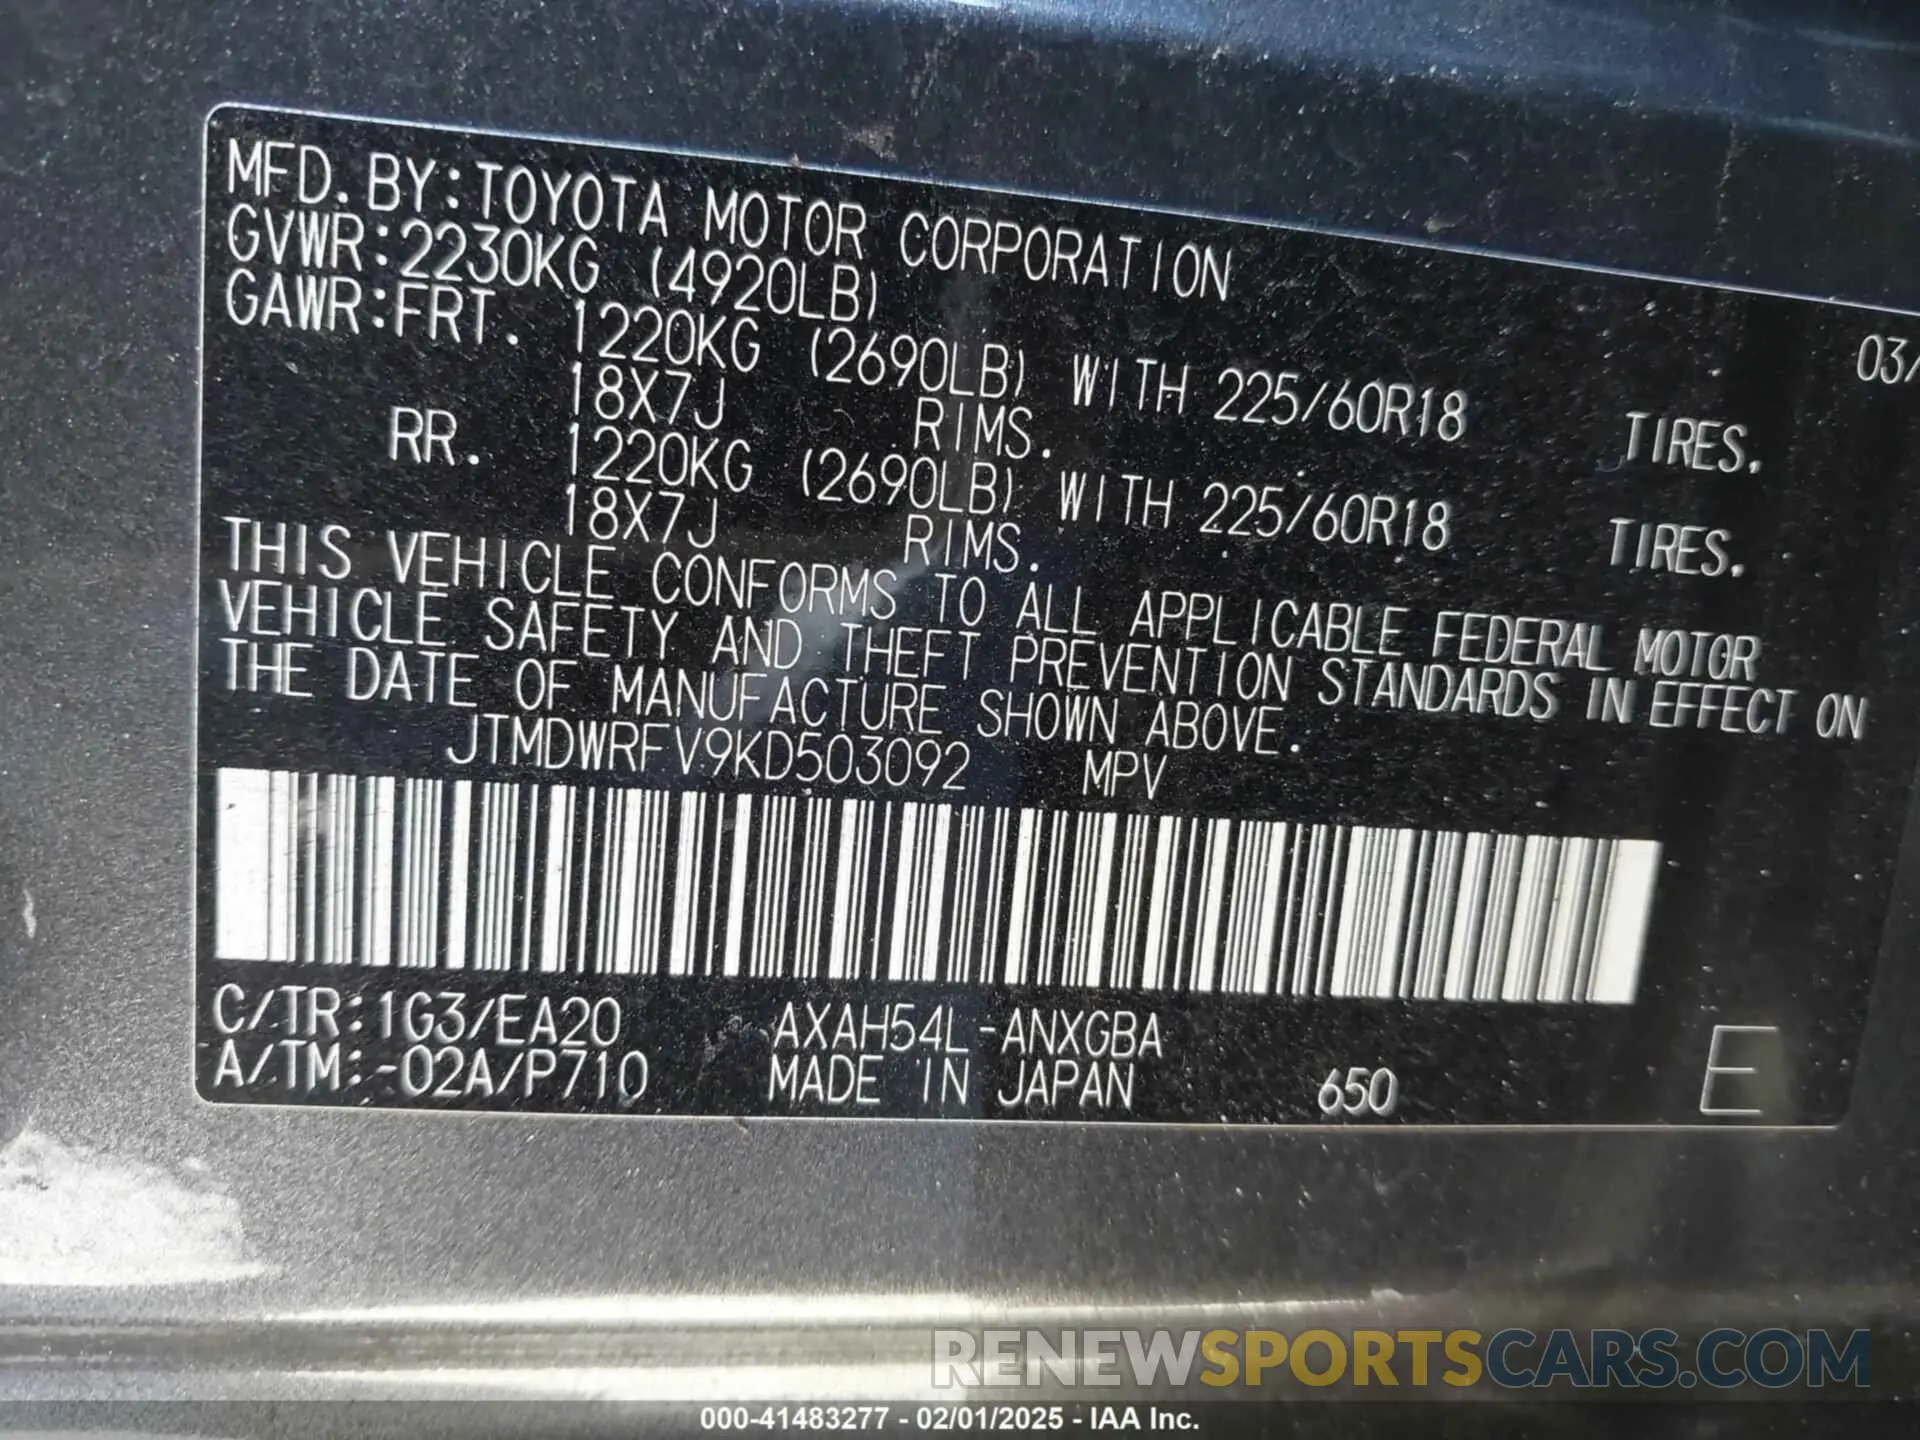 MFD. BY:TOYOTA MOTOR CORPORATION
03/
GVWR:2230KG (4920LB)
GAWR:FRT. 1220KG (2690LB) WITH 225/60R18 TIRES.
18X7J RIMS.
RR. 1220KG (2690LB) WITH 225/60R18 TIRES.
18X7J RIMS.
THIS VEHICLE CONFORMS TO ALL APPLICABLE FEDERAL MOTOR
VEHICLE SAFETY AND THEFT PREVENTION STANDARDS IN EFFECT ON
THE DATE OF MANUFACTURE SHOWN ABOVE.
JTMDWRFV9KD503092 MPV
C/TR:1G3/EA20 AXAH54L-ANXGBA
A/TM:-02A/P710 MADE IN JAPAN 650 E
RENEWSPORTSCARS.COM
000-41483277 - 02/01/2025 - IAA Inc.